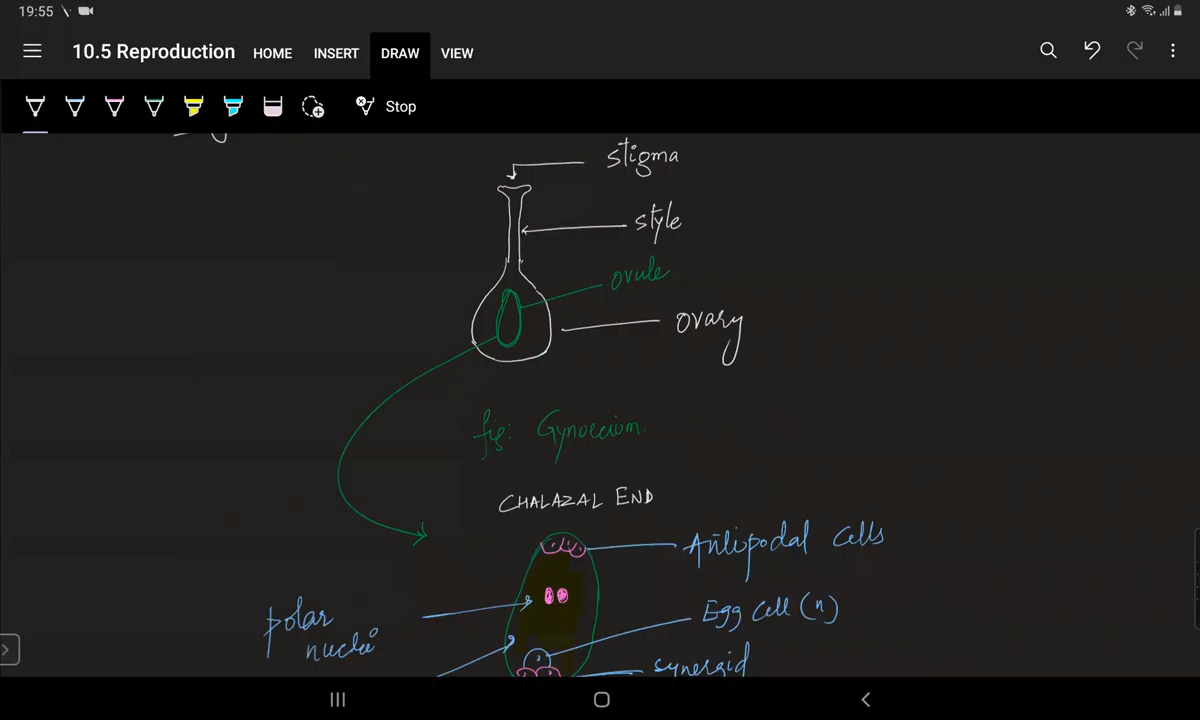 19:55
10.5 Reproduction HOME INSERT DRAW VIEW
Stop
stigma
style
ovule
ovary
fig: Gynoecium.
CHALAZAL END
Antipodal cells
polar
nuclei
Egg cell (n)
synergid